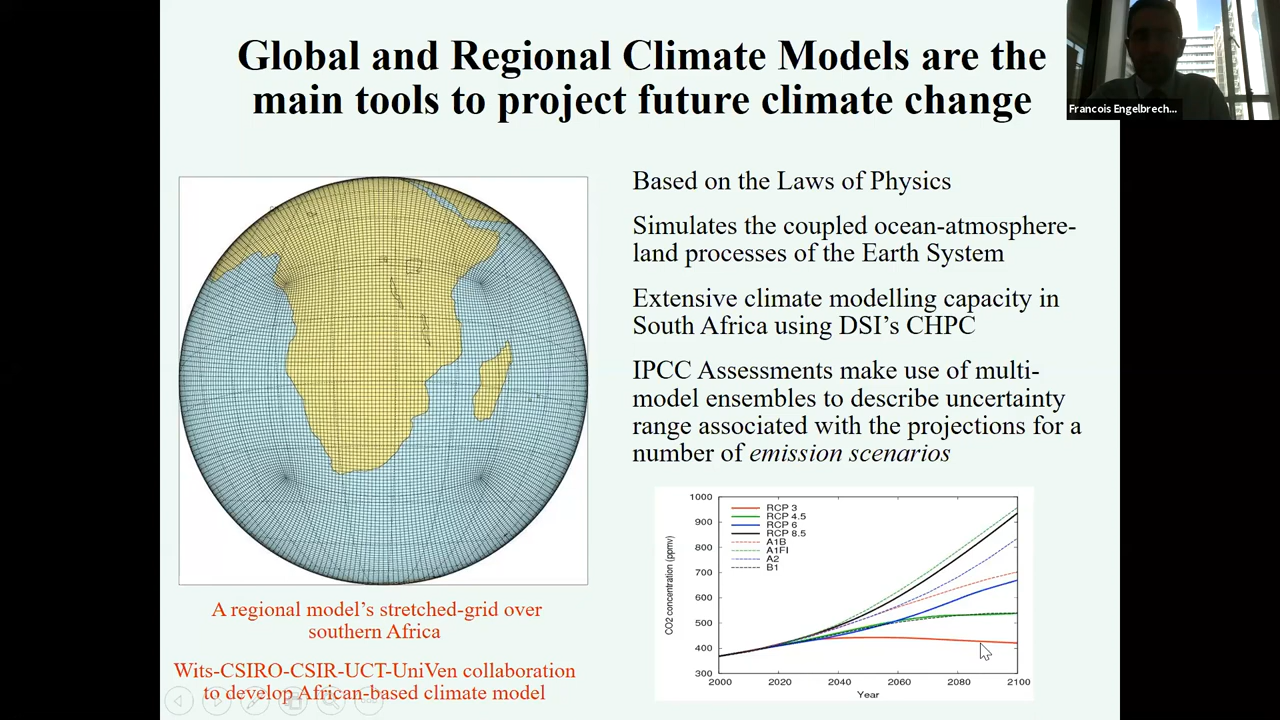 Global and Regional Climate Models are the
main tools to project future climate change
Francois Engelbrech...
Based on the Laws of Physics
Simulates the coupled ocean-atmosphere-
land processes of the Earth System
Extensive climate modelling capacity in
South Africa using DSI’s CHPC
IPCC Assessments make use of multi-
model ensembles to describe uncertainty
range associated with the projections for a
number of emission scenarios
A regional model’s stretched-grid over
southern Africa
Wits-CSIRO-CSIR-UCT-UniVen collaboration
to develop African-based climate model
CO2 concentration (ppmv)
1000
900
800
700
600
500
400
300
RCP 3
RCP 4.5
RCP 6
RCP 8.5
A1B
A1FI
A2
B1
2000 2020 2040 2060 2080 2100
Year